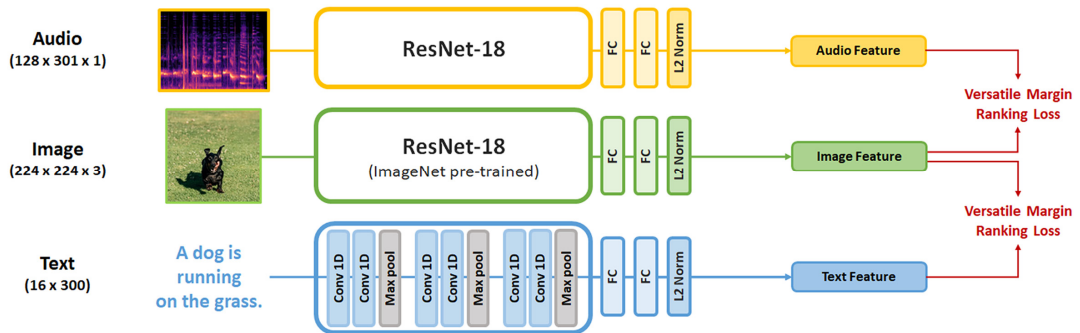 Audio
(128 x 301 x 1)
ResNet-18
FC
FC
L2 Norm
Audio Feature
Versatile Margin
Ranking Loss
Image
(224 x 224 x 3)
ResNet-18
(ImageNet pre-trained)
FC
FC
L2 Norm
Image Feature
Versatile Margin
Ranking Loss
Text
(16 x 300)
A dog is
running
on the grass.
Conv 1D
Conv 1D
Max pool
Conv 1D
Conv 1D
Max pool
Conv 1D
Conv 1D
Max pool
FC
FC
L2 Norm
Text Feature